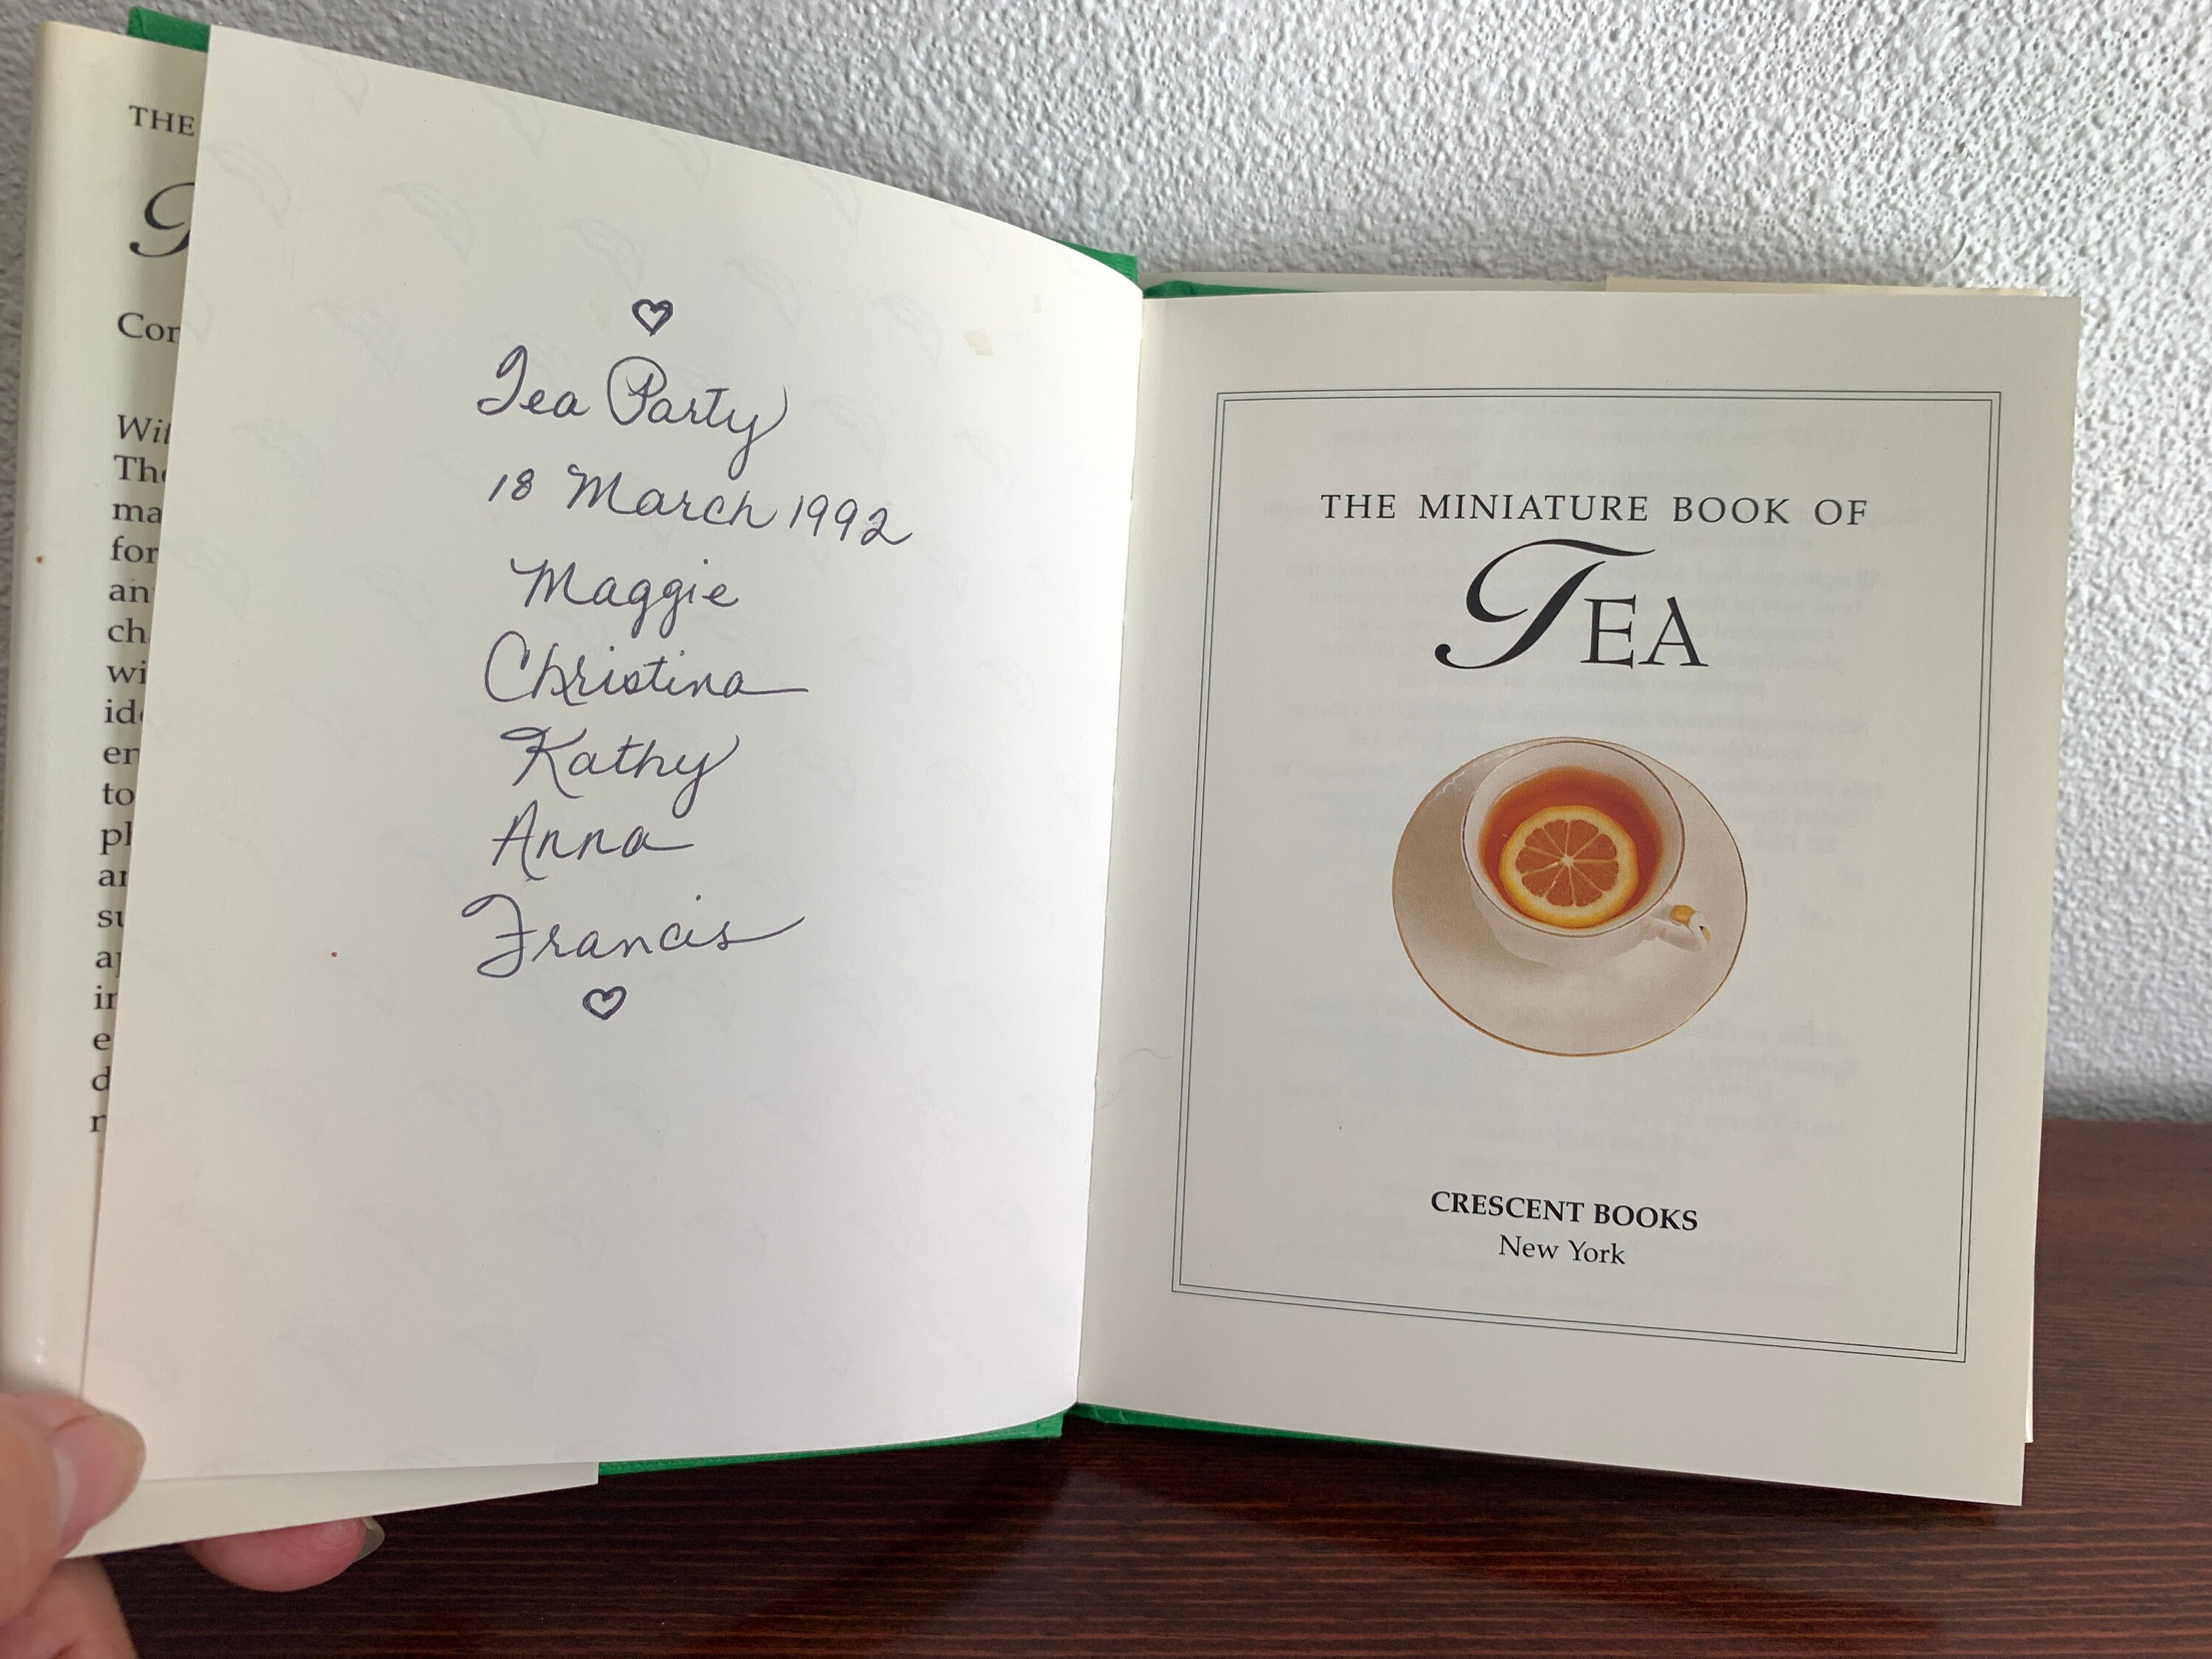 THE
Tea Party
18 March 1992
Maggie
Christina
Kathy
Anna
Francis
THE MINIATURE BOOK OF
TEA
CRESCENT BOOKS
New York